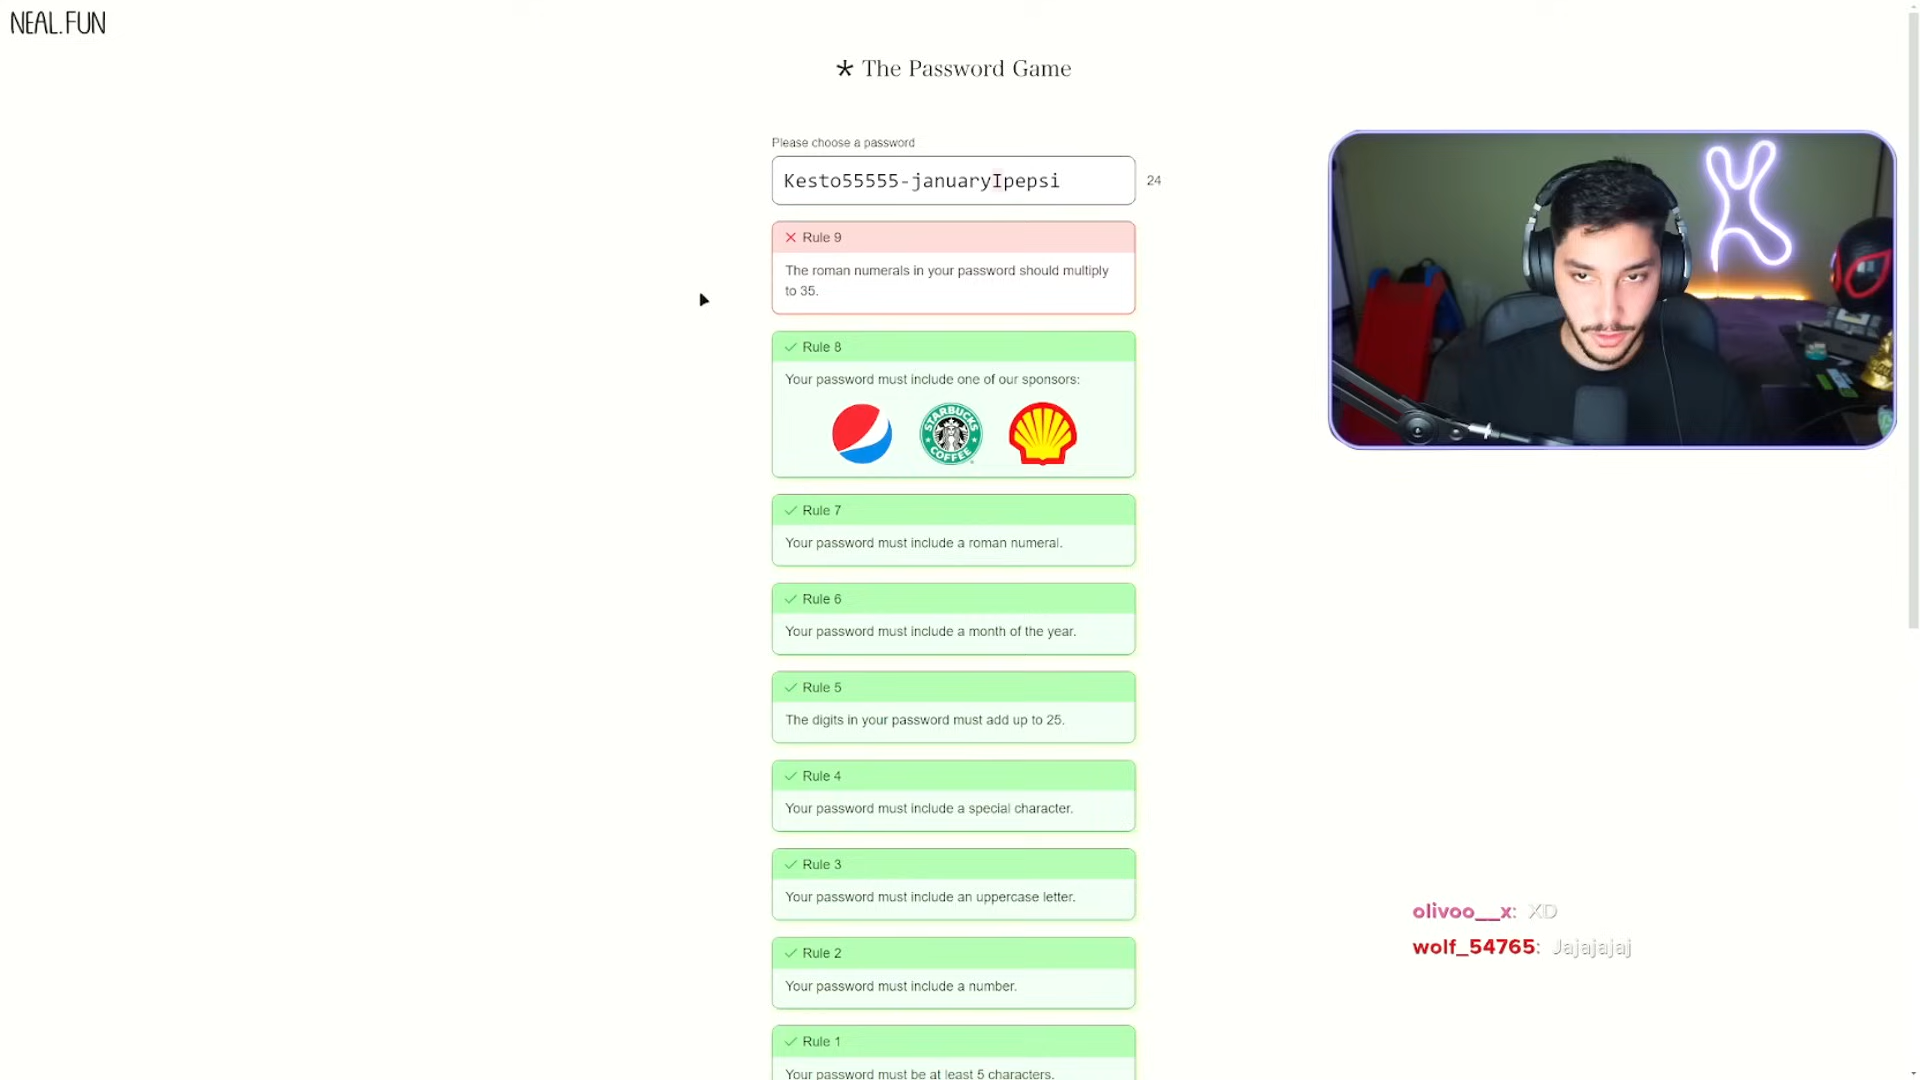 NEAL.FUN
* The Password Game
Please choose a password
Kesto55555-januaryIpepsi
24
Rule 9
The roman numerals in your password should multiply
to 35.
Rule 8
Your password must include one of our sponsors:
STARBUCKS
COFFEE
Rule 7
Your password must include a roman numeral.
Rule 6
Your password must include a month of the year.
Rule 5
The digits in your password must add up to 25.
Rule 4
Your password must include a special character.
Rule 3
Your password must include an uppercase letter.
Rule 2
Your password must include a number.
Rule 1
Your password must be at least 5 characters.
olivoo__x: XD
wolf_54765: Jajajajaj